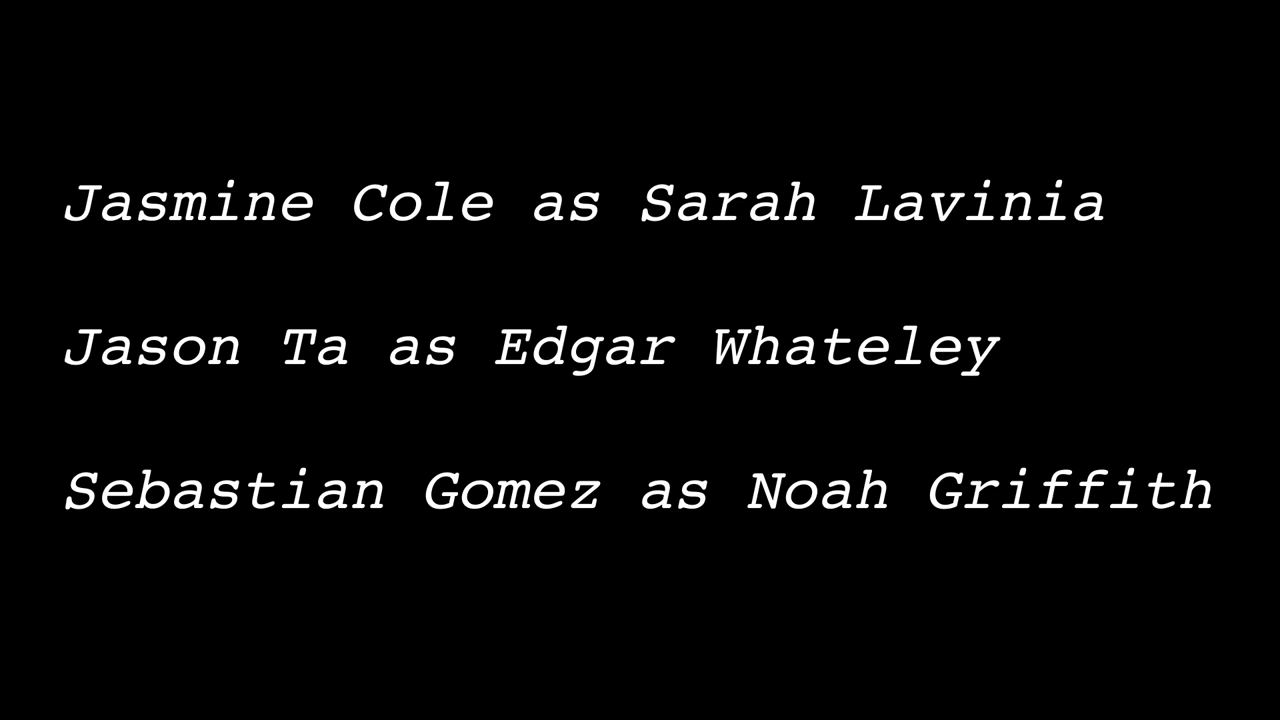 Jasmine Cole as Sarah Lavinia
Jason Ta as Edgar Whateley
Sebastian Gomez as Noah Griffith